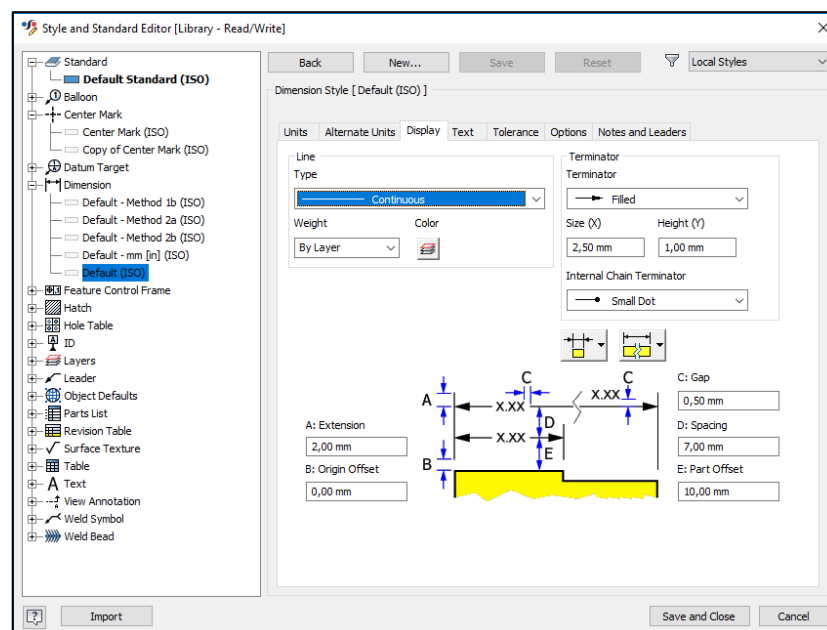 Style and Standard Editor [Library - Read/Write]
Standard
Default Standard (ISO)
Balloon
Center Mark
Center Mark (ISO)
Copy of Center Mark (ISO)
Datum Target
Dimension
Default - Method 1b (ISO)
Default - Method 2a (ISO)
Default - Method 2b (ISO)
Default - mm [in] (ISO)
Default (ISO)
Feature Control Frame
Hatch
Hole Table
ID
Layers
Leader
Object Defaults
Parts List
Revision Table
Surface Texture
Table
Text
View Annotation
Weld Symbol
Weld Bead
Back New... Save Reset Local Styles
Dimension Style [ Default (ISO) ]
Units Alternate Units Display Text Tolerance Options Notes and Leaders
Line
Type
Continuous
Weight Color
By Layer
Terminator
Terminator
Filled
Size (X) Height (Y)
2,50 mm 1,00 mm
Internal Chain Terminator
Small Dot
A: Extension
2,00 mm
B: Origin Offset
0,00 mm
C C
A X.XX X.XX
D
X.XX
B E
C: Gap
0,50 mm
D: Spacing
7,00 mm
E: Part Offset
10,00 mm
? Import Save and Close Cancel